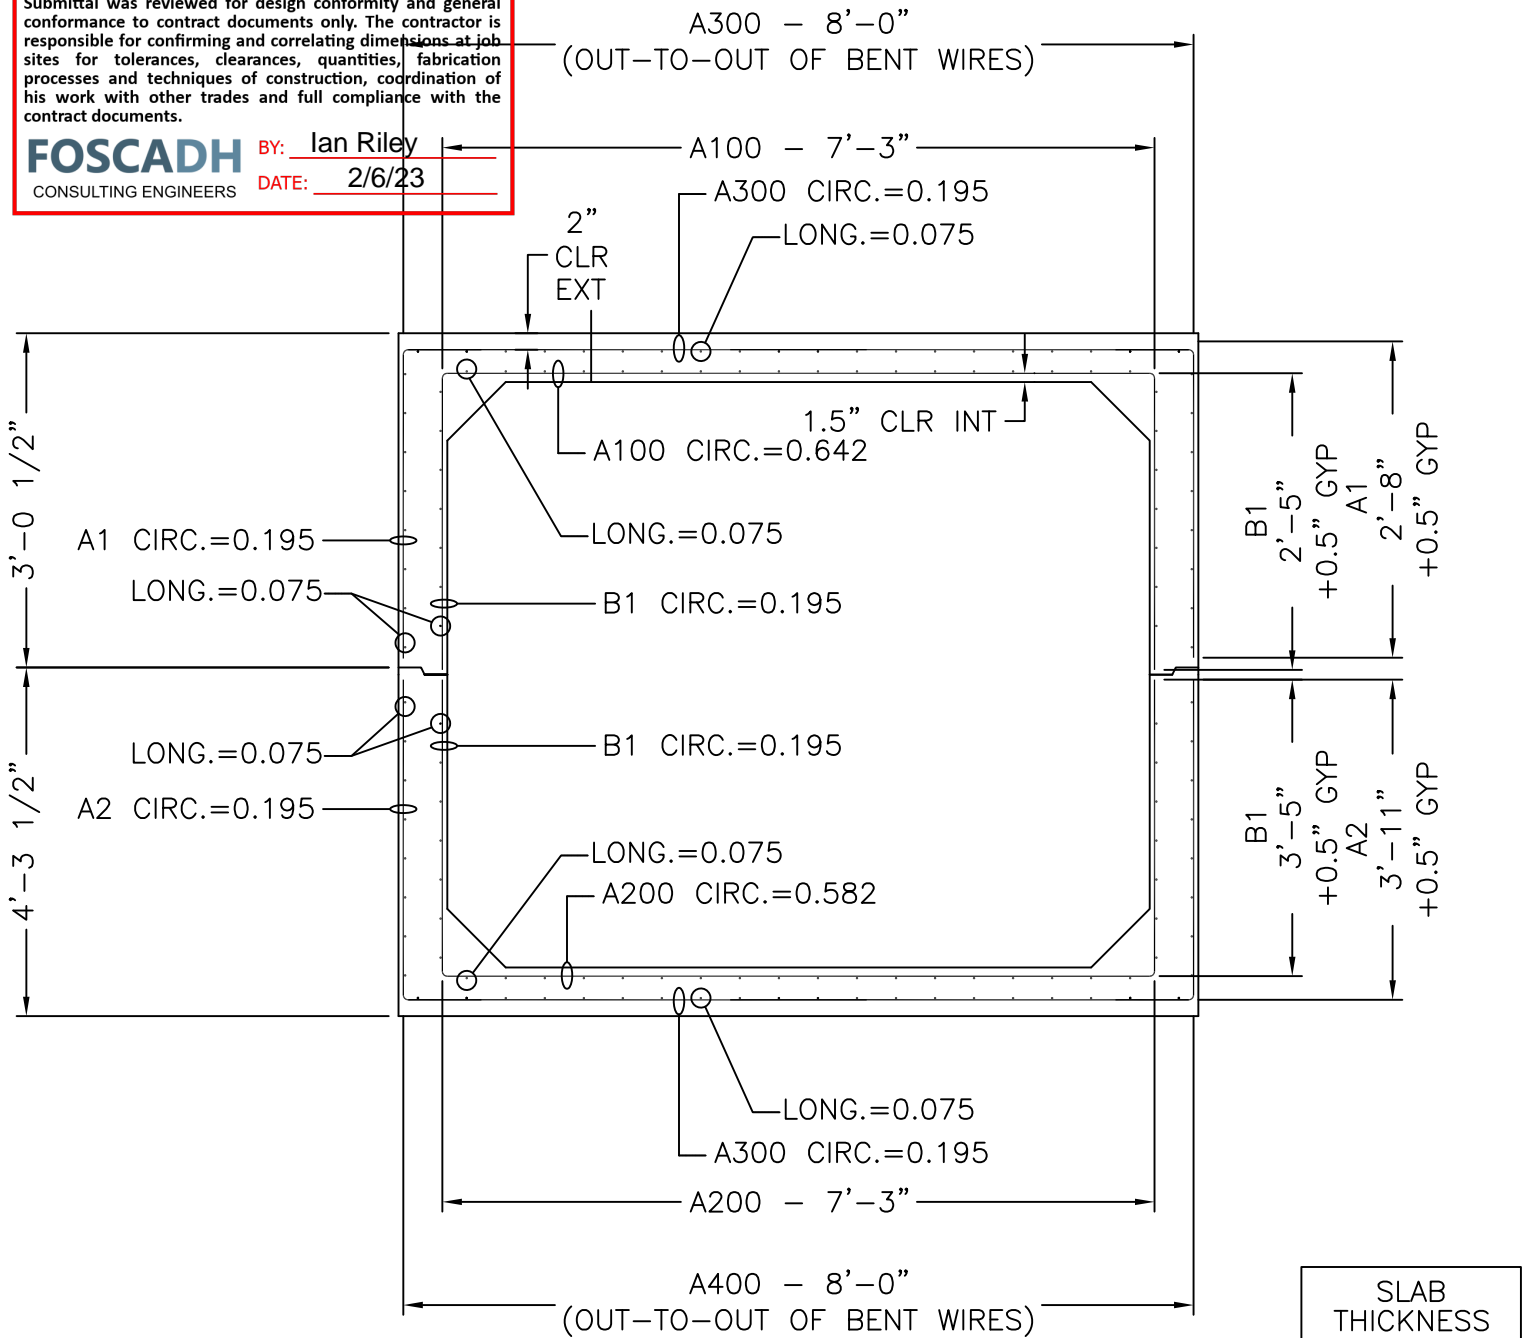 Submittal was reviewed for design conformity and general
conformance to contract documents only. The contractor is
responsible for confirming and correlating dimensions at job
sites for tolerances, clearances, quantities, fabrication
processes and techniques of construction, coordination of
his work with other trades and full compliance with the
contract documents.
FOSCADH
CONSULTING ENGINEERS
BY: Ian Riley
DATE: 2/6/23
A300 - 8'-0"
(OUT-TO-OUT OF BENT WIRES)
A100 - 7'-3"
A300 CIRC.=0.195
LONG.=0.075
2"
CLR
EXT
1.5" CLR INT
A100 CIRC.=0.642
LONG.=0.075
3'-0 1/2"
A1 CIRC.=0.195
LONG.=0.075
B1 CIRC.=0.195
B1
2'-5"
+0.5" GYP
A1
2'-8"
+0.5" GYP
4'-3 1/2"
LONG.=0.075
B1 CIRC.=0.195
A2 CIRC.=0.195
LONG.=0.075
A200 CIRC.=0.582
B1
3'-5"
+0.5" GYP
A2
3'-11"
+0.5" GYP
LONG.=0.075
A300 CIRC.=0.195
A200 - 7'-3"
A400 - 8'-0"
(OUT-TO-OUT OF BENT WIRES)
SLAB
THICKNESS